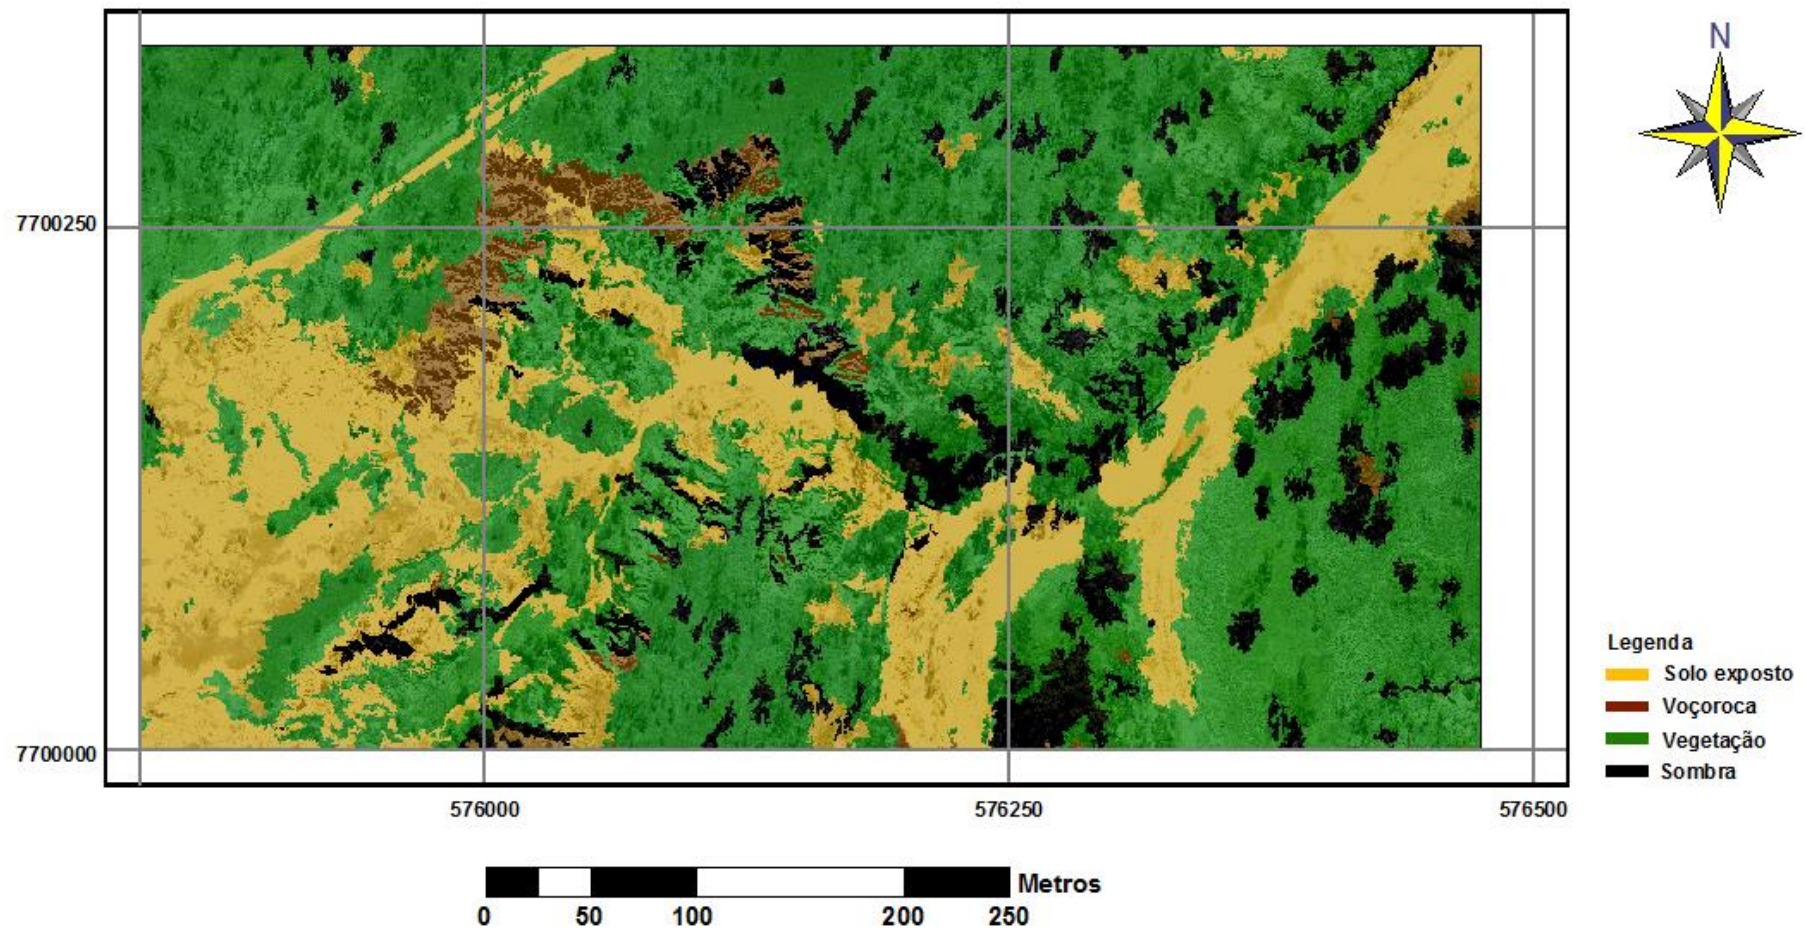 N
7700250
7700000
576000
576250
576500
Legenda
Solo exposto
Voçoroca
Vegetação
Sombra
Metros
0 50 100 200 250